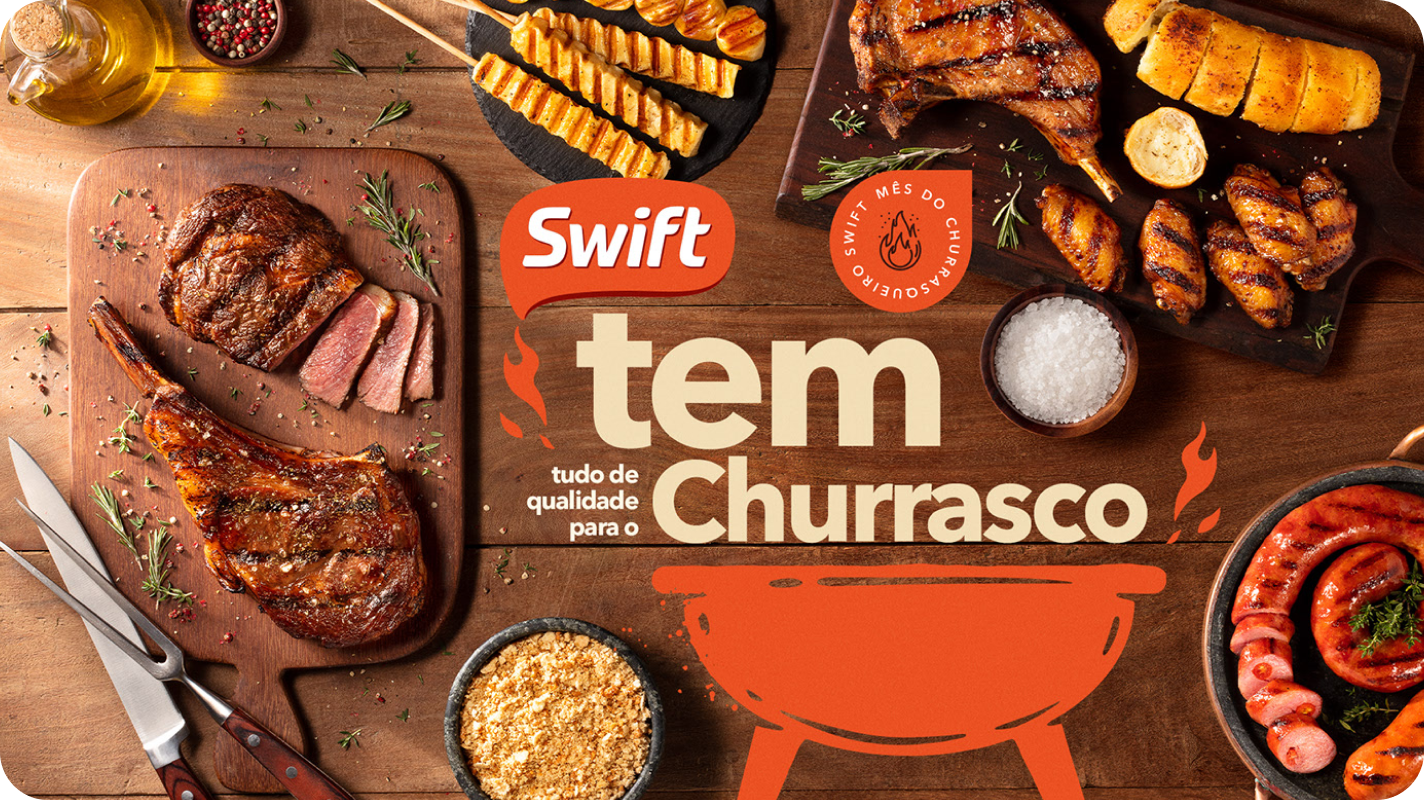 Swift
SWIFT MÊS DO CHURRASQUEIRO
tem
tudo de
qualidade
para o
Churrasco